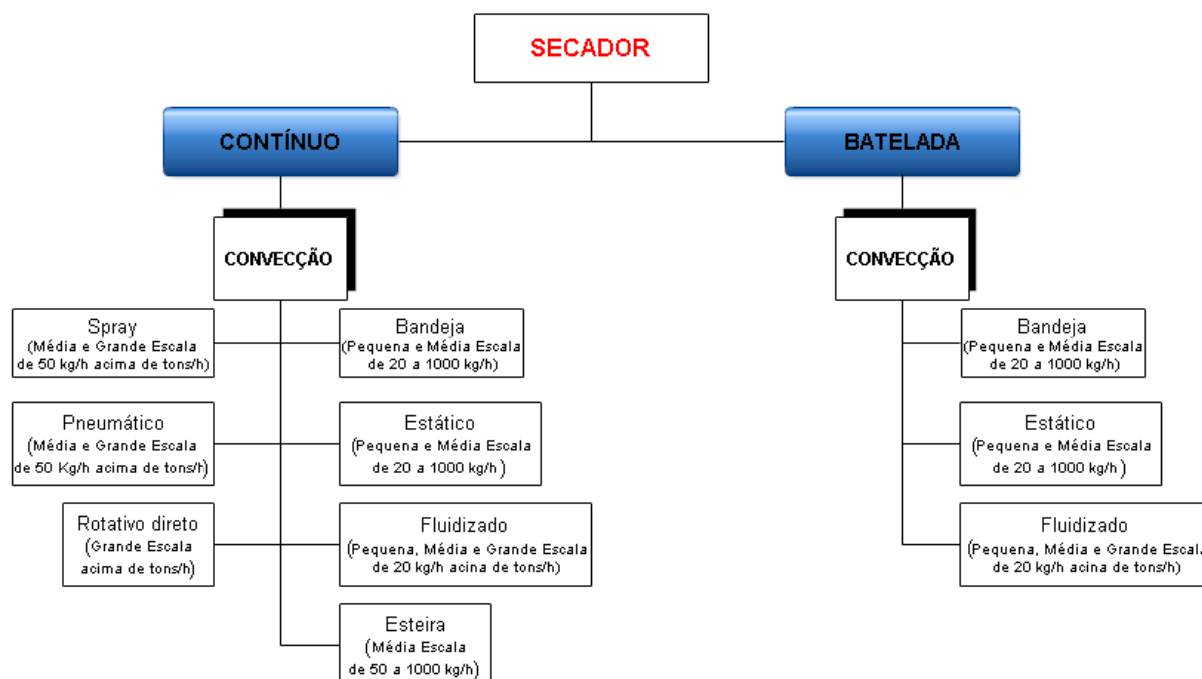 SECADOR
CONTÍNUO
BATELADA
CONVECÇÃO
CONVECÇÃO
Spray
(Média e Grande Escala
de 50 kg/h acima de tons/h)
Bandeja
(Pequena e Média Escala
de 20 a 1000 kg/h)
Bandeja
(Pequena e Média Escala
de 20 a 1000 kg/h)
Pneumático
(Média e Grande Escala
de 50 Kg/h acima de tons/h)
Estático
(Pequena e Média Escala
de 20 a 1000 kg/h)
Estático
(Pequena e Média Escala
de 20 a 1000 kg/h)
Rotativo direto
(Grande Escala
acima de tons/h)
Fluidizado
(Pequena, Média e Grande Escala
de 20 kg/h acina de tons/h)
Fluidizado
(Pequena, Média e Grande Escala
de 20 kg/h acina de tons/h)
Esteira
(Média Escala
de 50 a 1000 kg/h)